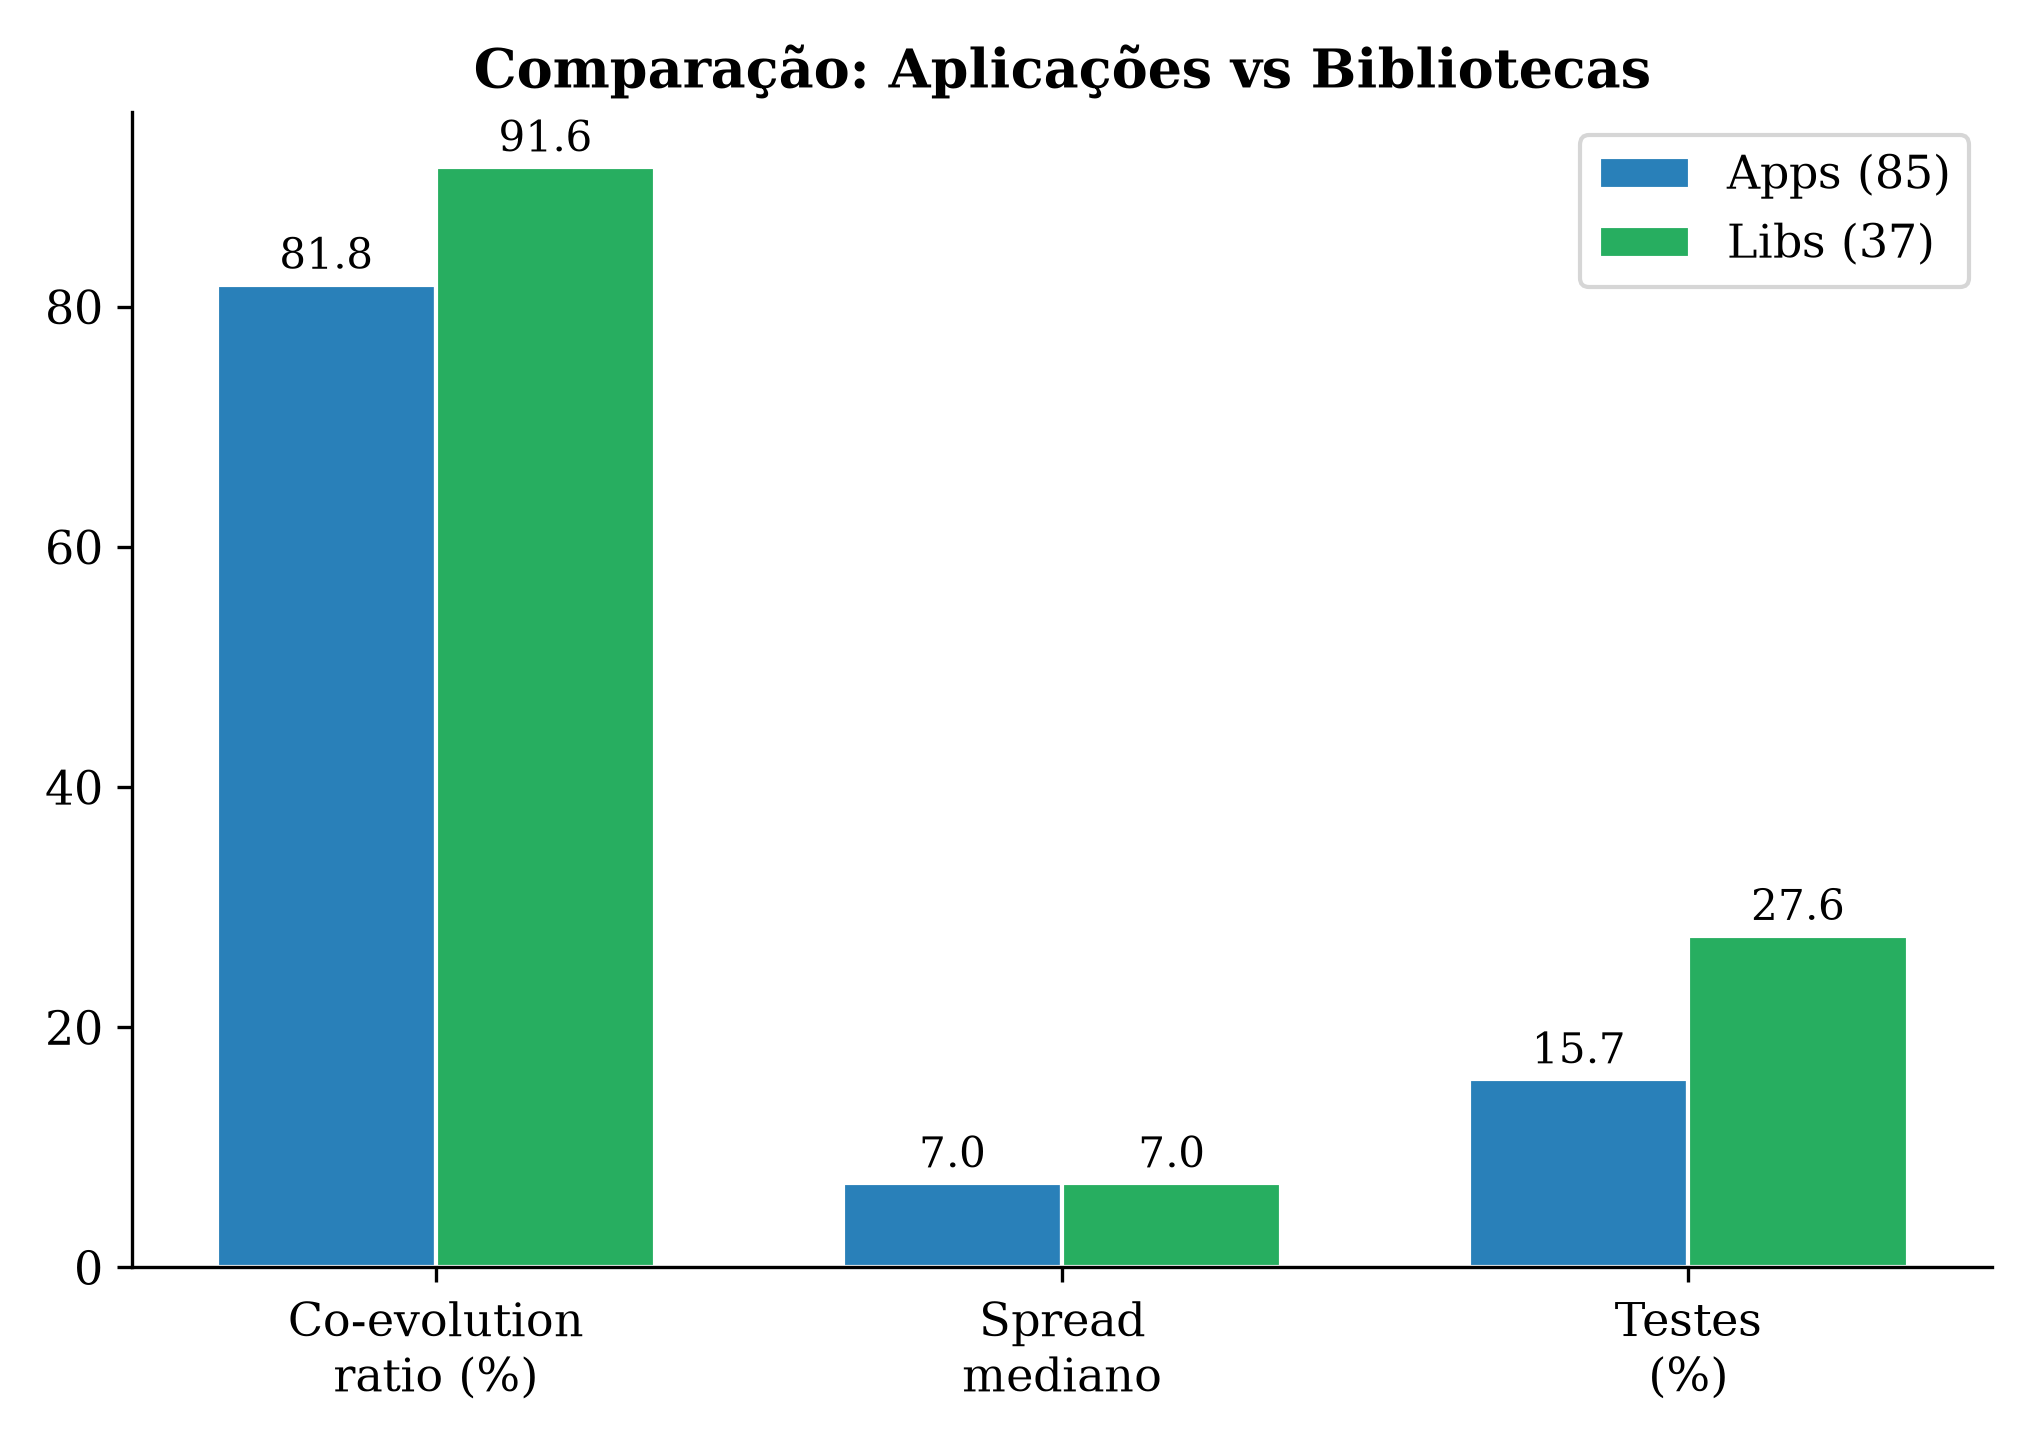 Comparação: Aplicações vs Bibliotecas
Apps (85)
Libs (37)
91.6
81.8
80
60
40
27.6
20
15.7
7.0 7.0
0
Co-evolution
ratio (%)
Spread
mediano
Testes
(%)